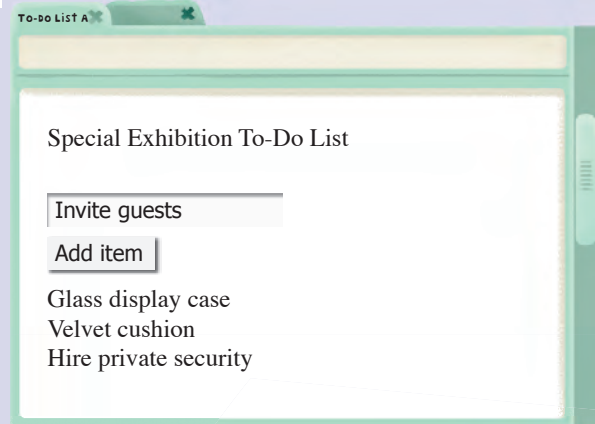 To-Do List A
Special Exhibition To-Do List
Invite guests
Add item
Glass display case
Velvet cushion
Hire private security